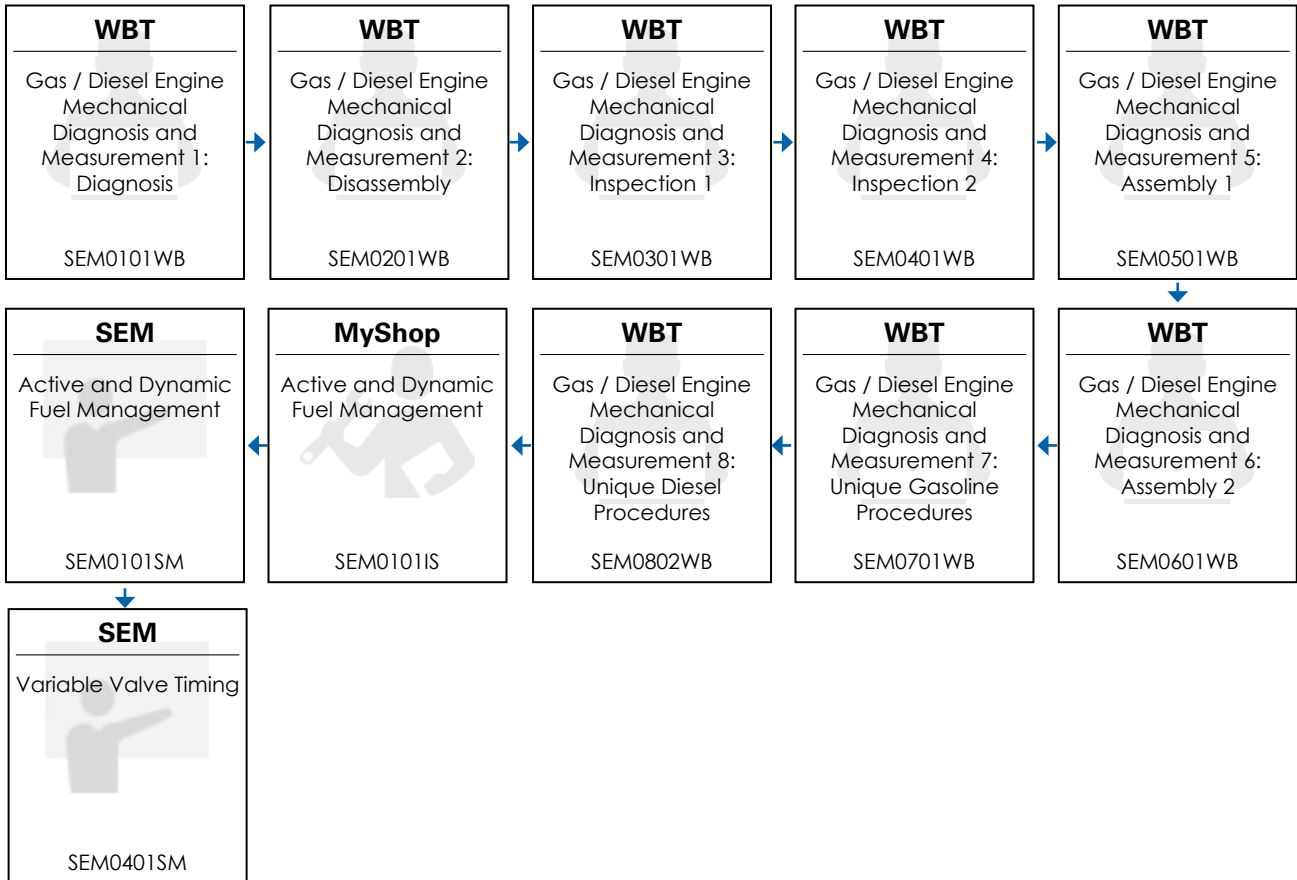 WBT
Gas / Diesel Engine
Mechanical
Diagnosis and
Measurement 1:
Diagnosis
SEM0101WB
WBT
Gas / Diesel Engine
Mechanical
Diagnosis and
Measurement 2:
Disassembly
SEM0201WB
WBT
Gas / Diesel Engine
Mechanical
Diagnosis and
Measurement 3:
Inspection 1
SEM0301WB
WBT
Gas / Diesel Engine
Mechanical
Diagnosis and
Measurement 4:
Inspection 2
SEM0401WB
WBT
Gas / Diesel Engine
Mechanical
Diagnosis and
Measurement 5:
Assembly 1
SEM0501WB
WBT
Gas / Diesel Engine
Mechanical
Diagnosis and
Measurement 6:
Assembly 2
SEM0601WB
WBT
Gas / Diesel Engine
Mechanical
Diagnosis and
Measurement 7:
Unique Gasoline
Procedures
SEM0701WB
WBT
Gas / Diesel Engine
Mechanical
Diagnosis and
Measurement 8:
Unique Diesel
Procedures
SEM0802WB
MyShop
Active and Dynamic
Fuel Management
SEM0101IS
SEM
Active and Dynamic
Fuel Management
SEM0101SM
SEM
Variable Valve Timing
SEM0401SM